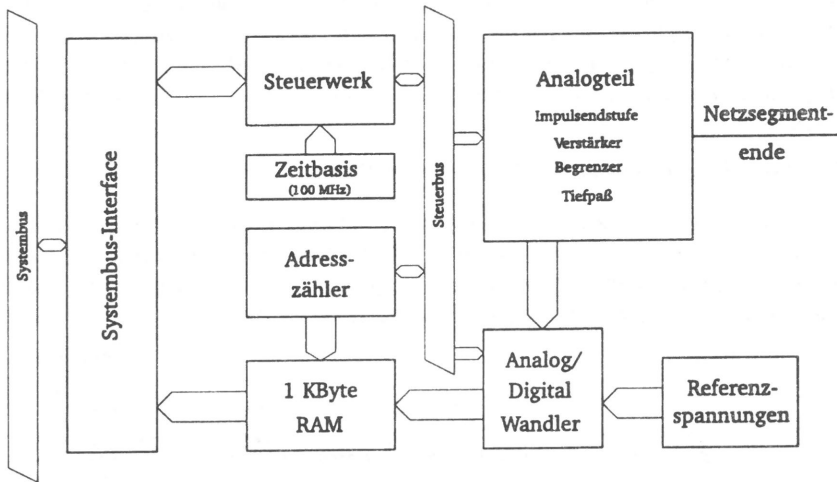 Systembus
Systembus-Interface
Steuerwerk
Zeitbasis
(100 MHz)
Adress-
zähler
1 KByte
RAM
Steuerbus
Analogteil
Impulsendstufe
Verstärker
Begrenzer
Tiefpaß
Netzsegment-
ende
Analog/
Digital
Wandler
Referenz-
spannungen